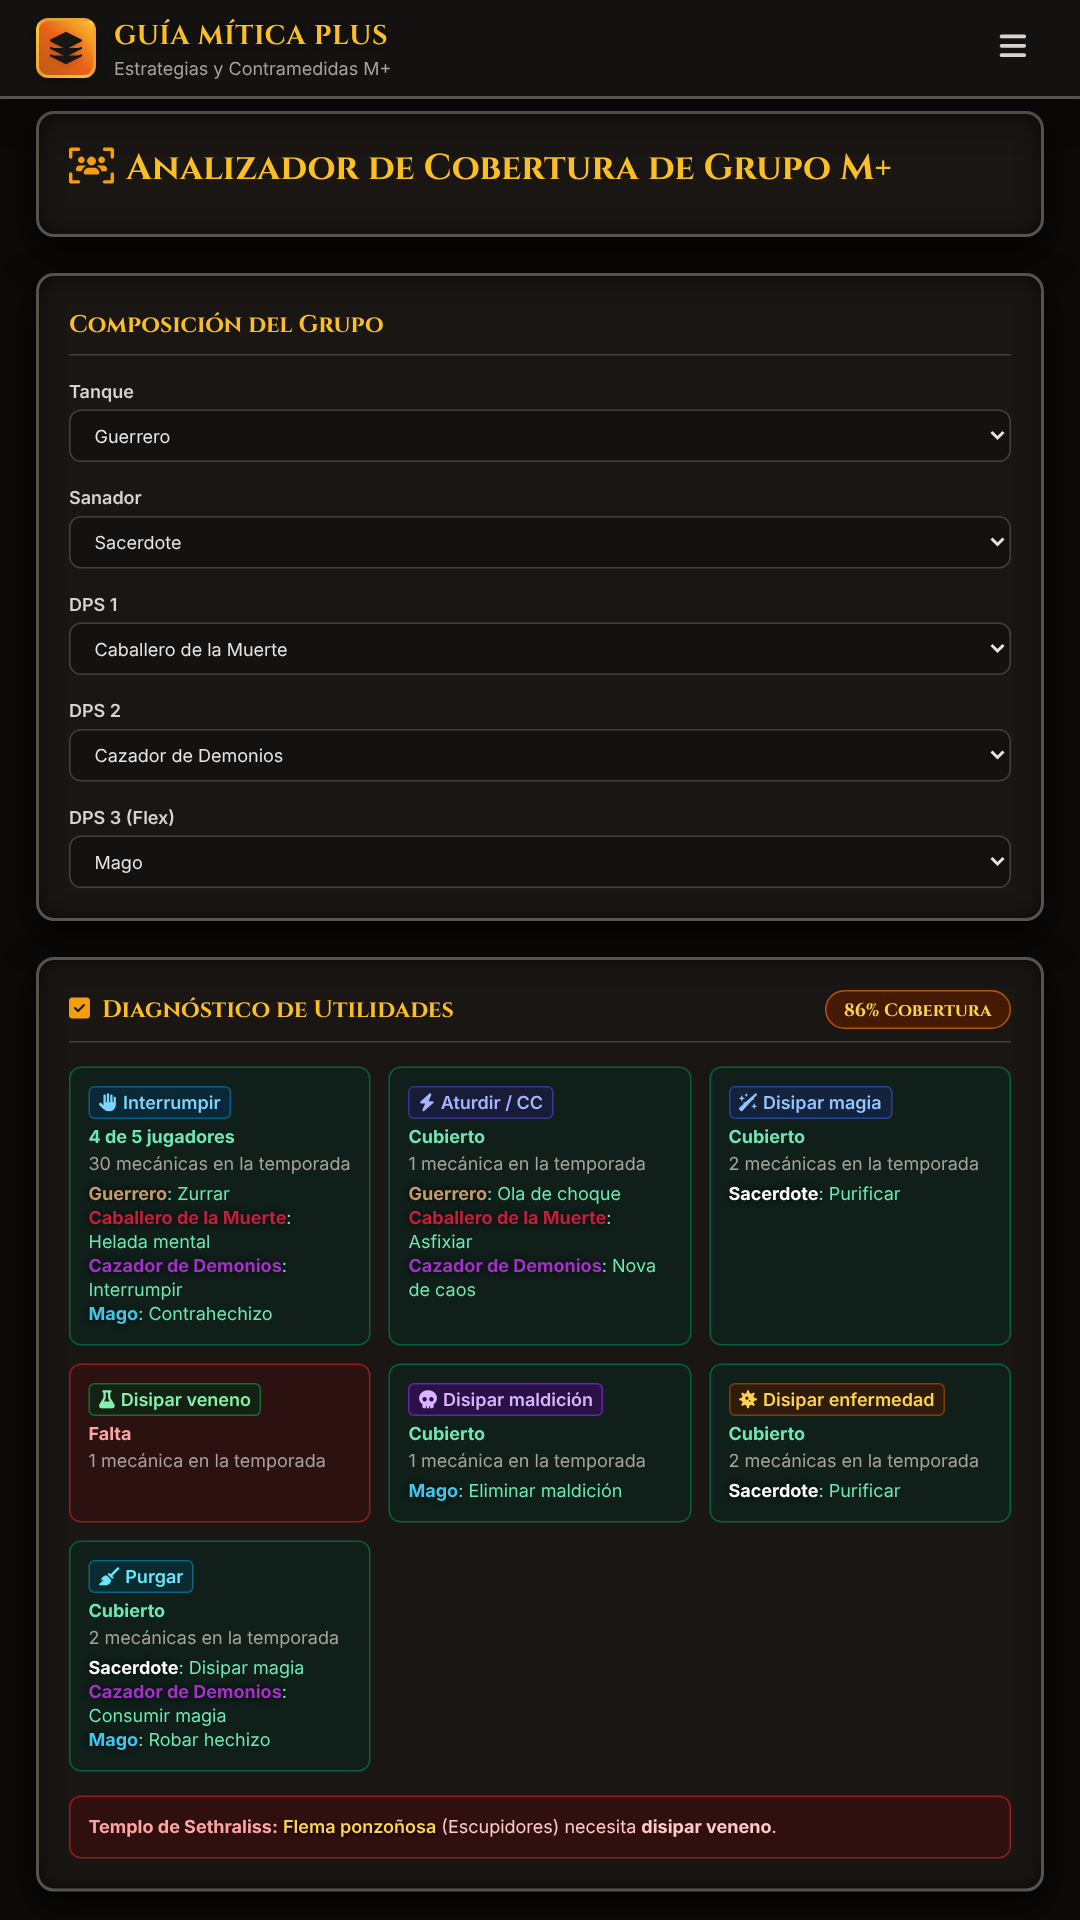 GUÍA MÍTICA PLUS
Estrategias y Contramedidas M+
Analizador de Cobertura de Grupo M+
Composición del Grupo
Tanque
Guerrero
Sanador
Sacerdote
DPS 1
Caballero de la Muerte
DPS 2
Cazador de Demonios
DPS 3 (Flex)
Mago
Diagnóstico de Utilidades
86% Cobertura
Interrumpir
4 de 5 jugadores
30 mecánicas en la temporada
Guerrero: Zurrar
Caballero de la Muerte:
Helada mental
Cazador de Demonios:
Interrumpir
Mago: Contrahechizo
Aturdir / CC
Cubierto
1 mecánica en la temporada
Guerrero: Ola de choque
Caballero de la Muerte:
Asfixiar
Cazador de Demonios: Nova
de caos
Disipar magia
Cubierto
2 mecánicas en la temporada
Sacerdote: Purificar
Disipar veneno
Falta
1 mecánica en la temporada
Disipar maldición
Cubierto
1 mecánica en la temporada
Mago: Eliminar maldición
Disipar enfermedad
Cubierto
2 mecánicas en la temporada
Sacerdote: Purificar
Purgar
Cubierto
2 mecánicas en la temporada
Sacerdote: Disipar magia
Cazador de Demonios:
Consumir magia
Mago: Robar hechizo
Templo de Sethraliss: Flema ponzoñosa (Escupidores) necesita disipar veneno.